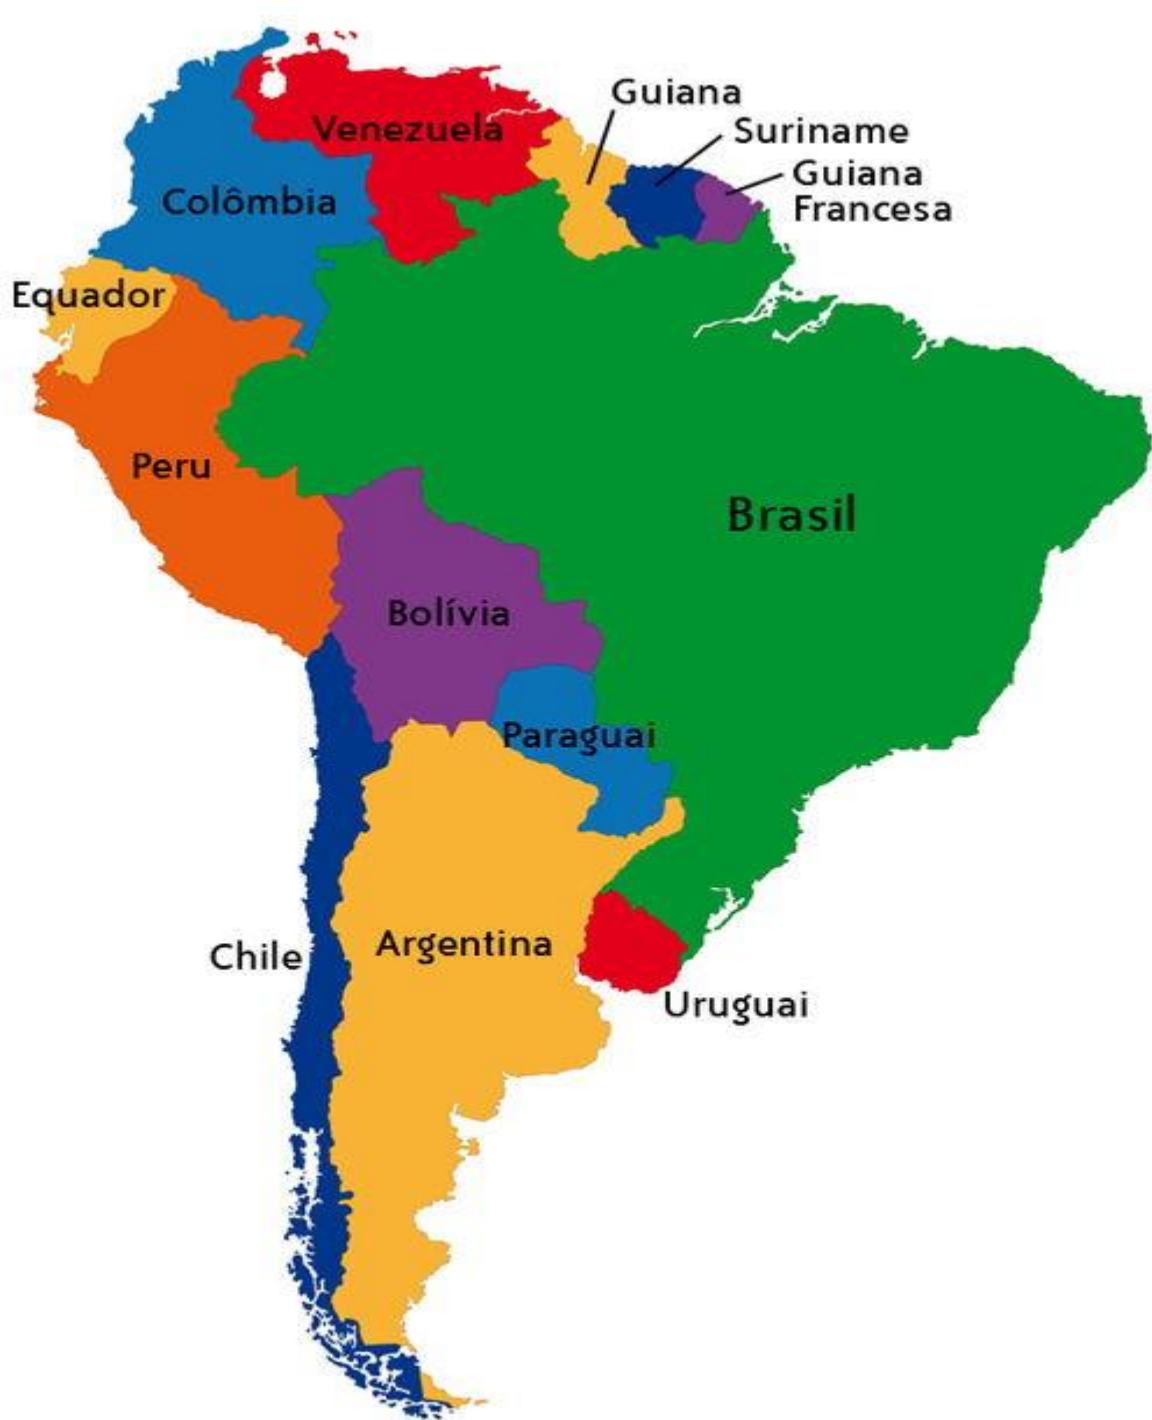 Guiana
Venezuela
Suriname
Guiana
Francesa
Colômbia
Equador
Peru
Brasil
Bolívia
Paraguai
Chile
Argentina
Uruguai